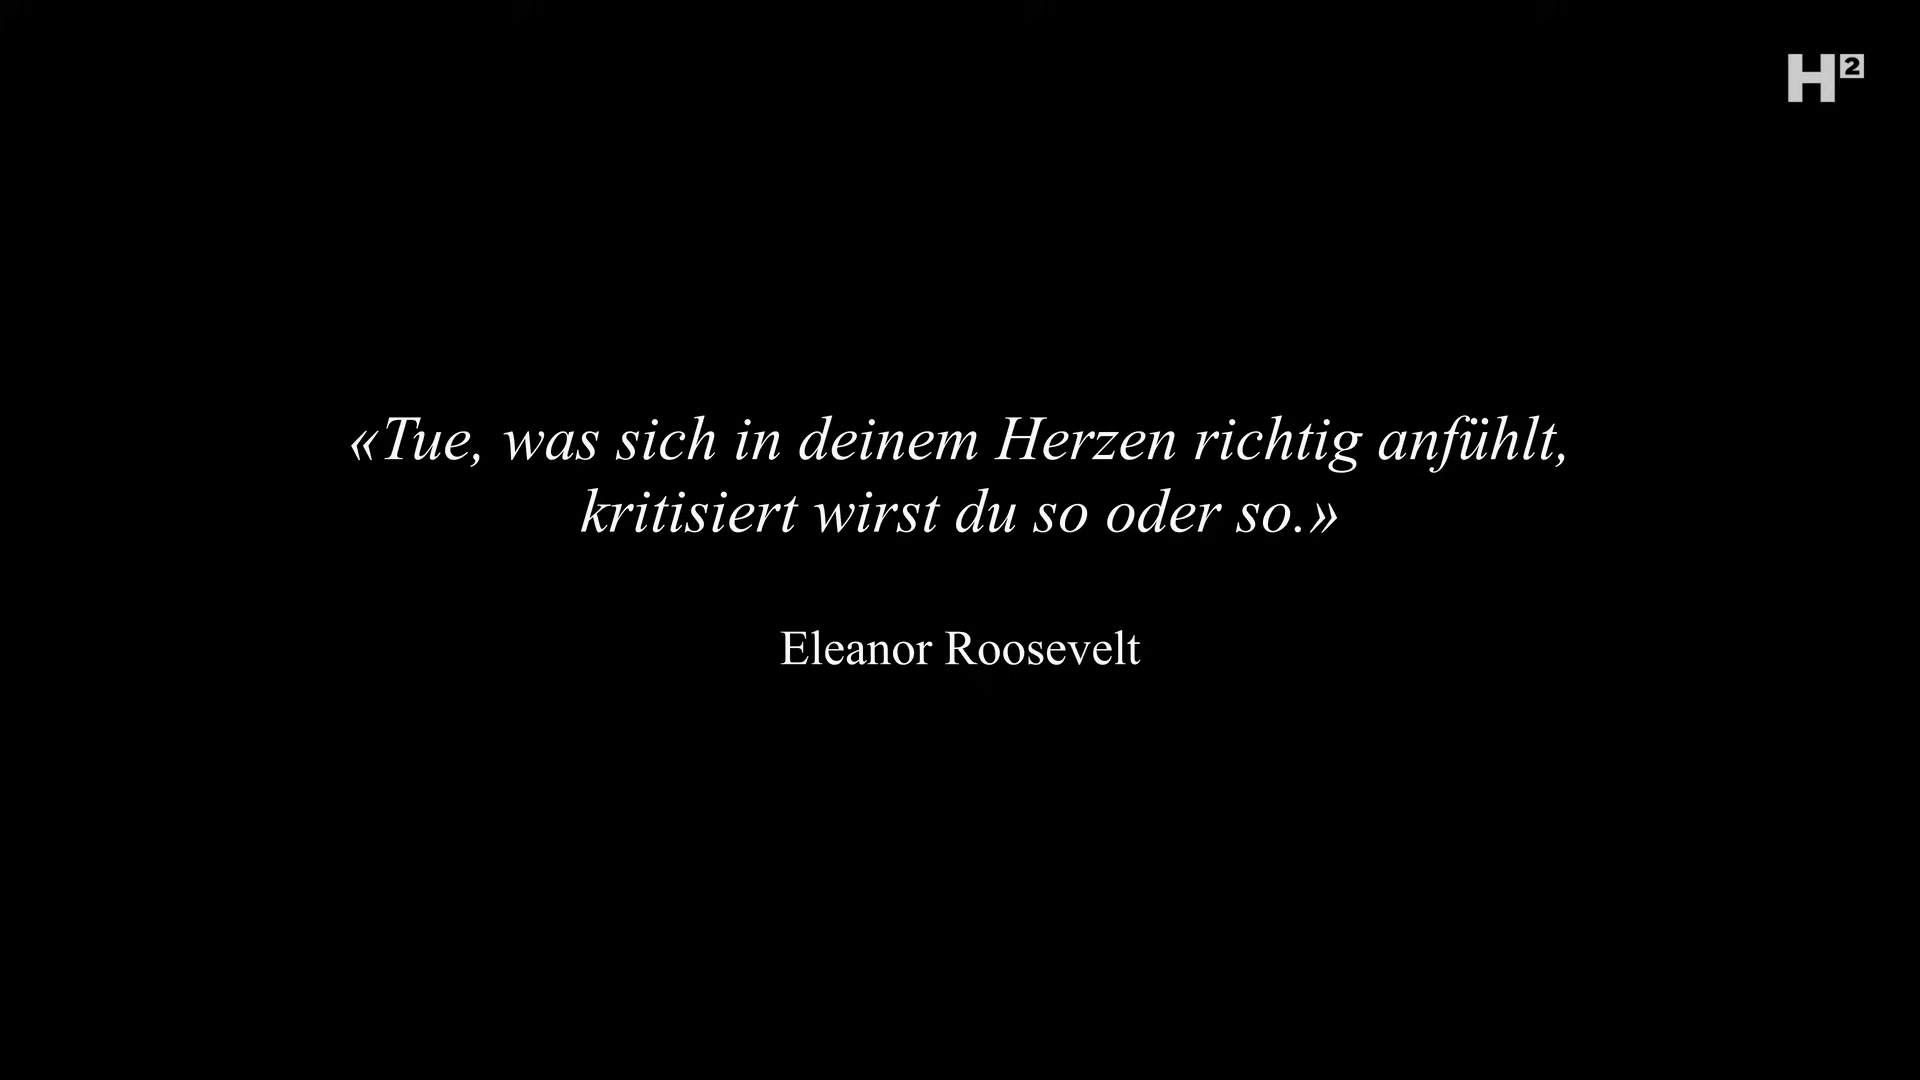 H²
«Tue, was sich in deinem Herzen richtig anfühlt,
kritisiert wirst du so oder so.»
Eleanor Roosevelt